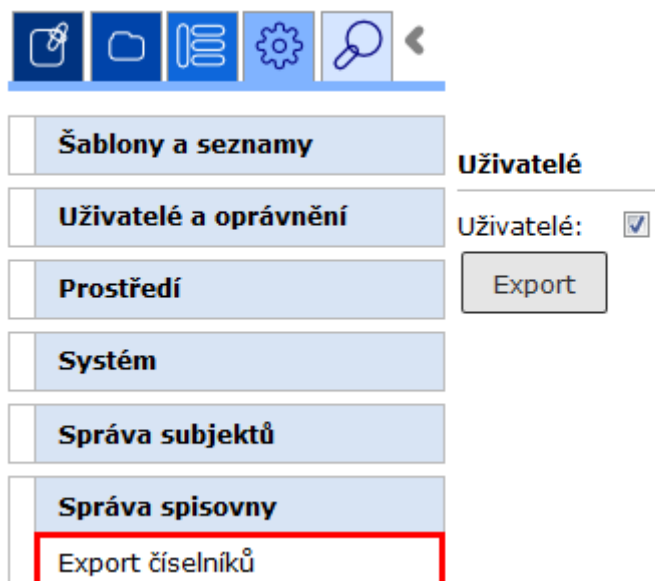 Šablony a seznamy
Uživatelé a oprávnění
Prostředí
Systém
Správa subjektů
Správa spisovny
Export číselníků
Uživatelé
Uživatelé:
Export